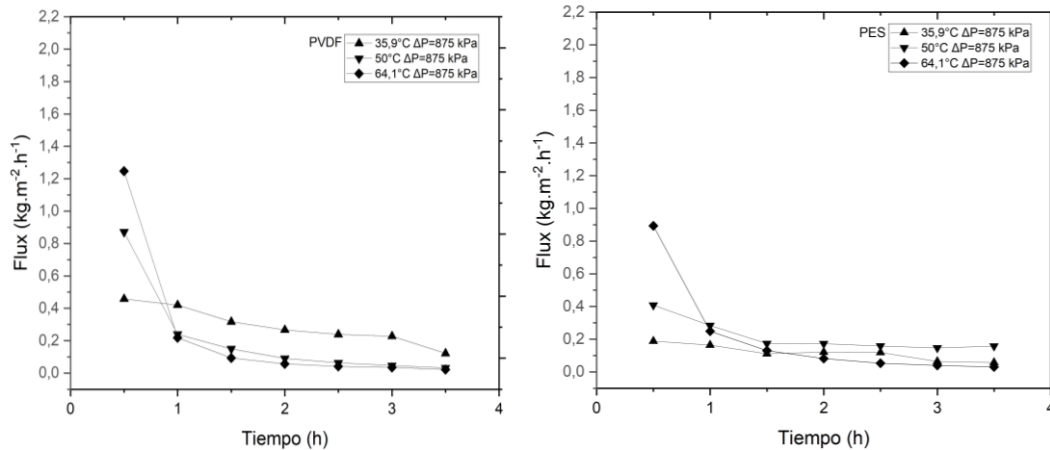 2,2
2,0
1,8
1,6
1,4
1,2
1,0
0,8
0,6
0,4
0,2
0,0
Flux (kg.m-2.h-1)
PVDF
35,9°C ΔP=875 kPa
50°C ΔP=875 kPa
64,1°C ΔP=875 kPa
0 1 2 3 4
Tiempo (h)
2,2
2,0
1,8
1,6
1,4
1,2
1,0
0,8
0,6
0,4
0,2
0,0
Flux (kg.m-2.h-1)
PES
35,9°C ΔP=875 kPa
50°C ΔP=875 kPa
64,1°C ΔP=875 kPa
0 1 2 3 4
Tiempo (h)